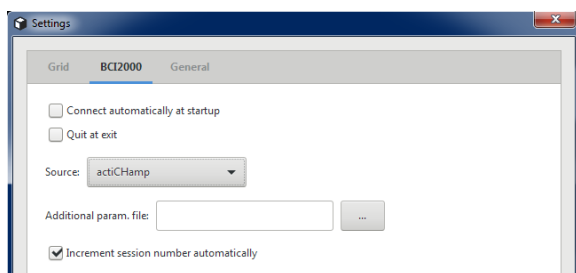 Settings
Grid BCI2000 General
Connect automatically at startup
Quit at exit
Source: actiCHamp
Additional param. file: ...
Increment session number automatically